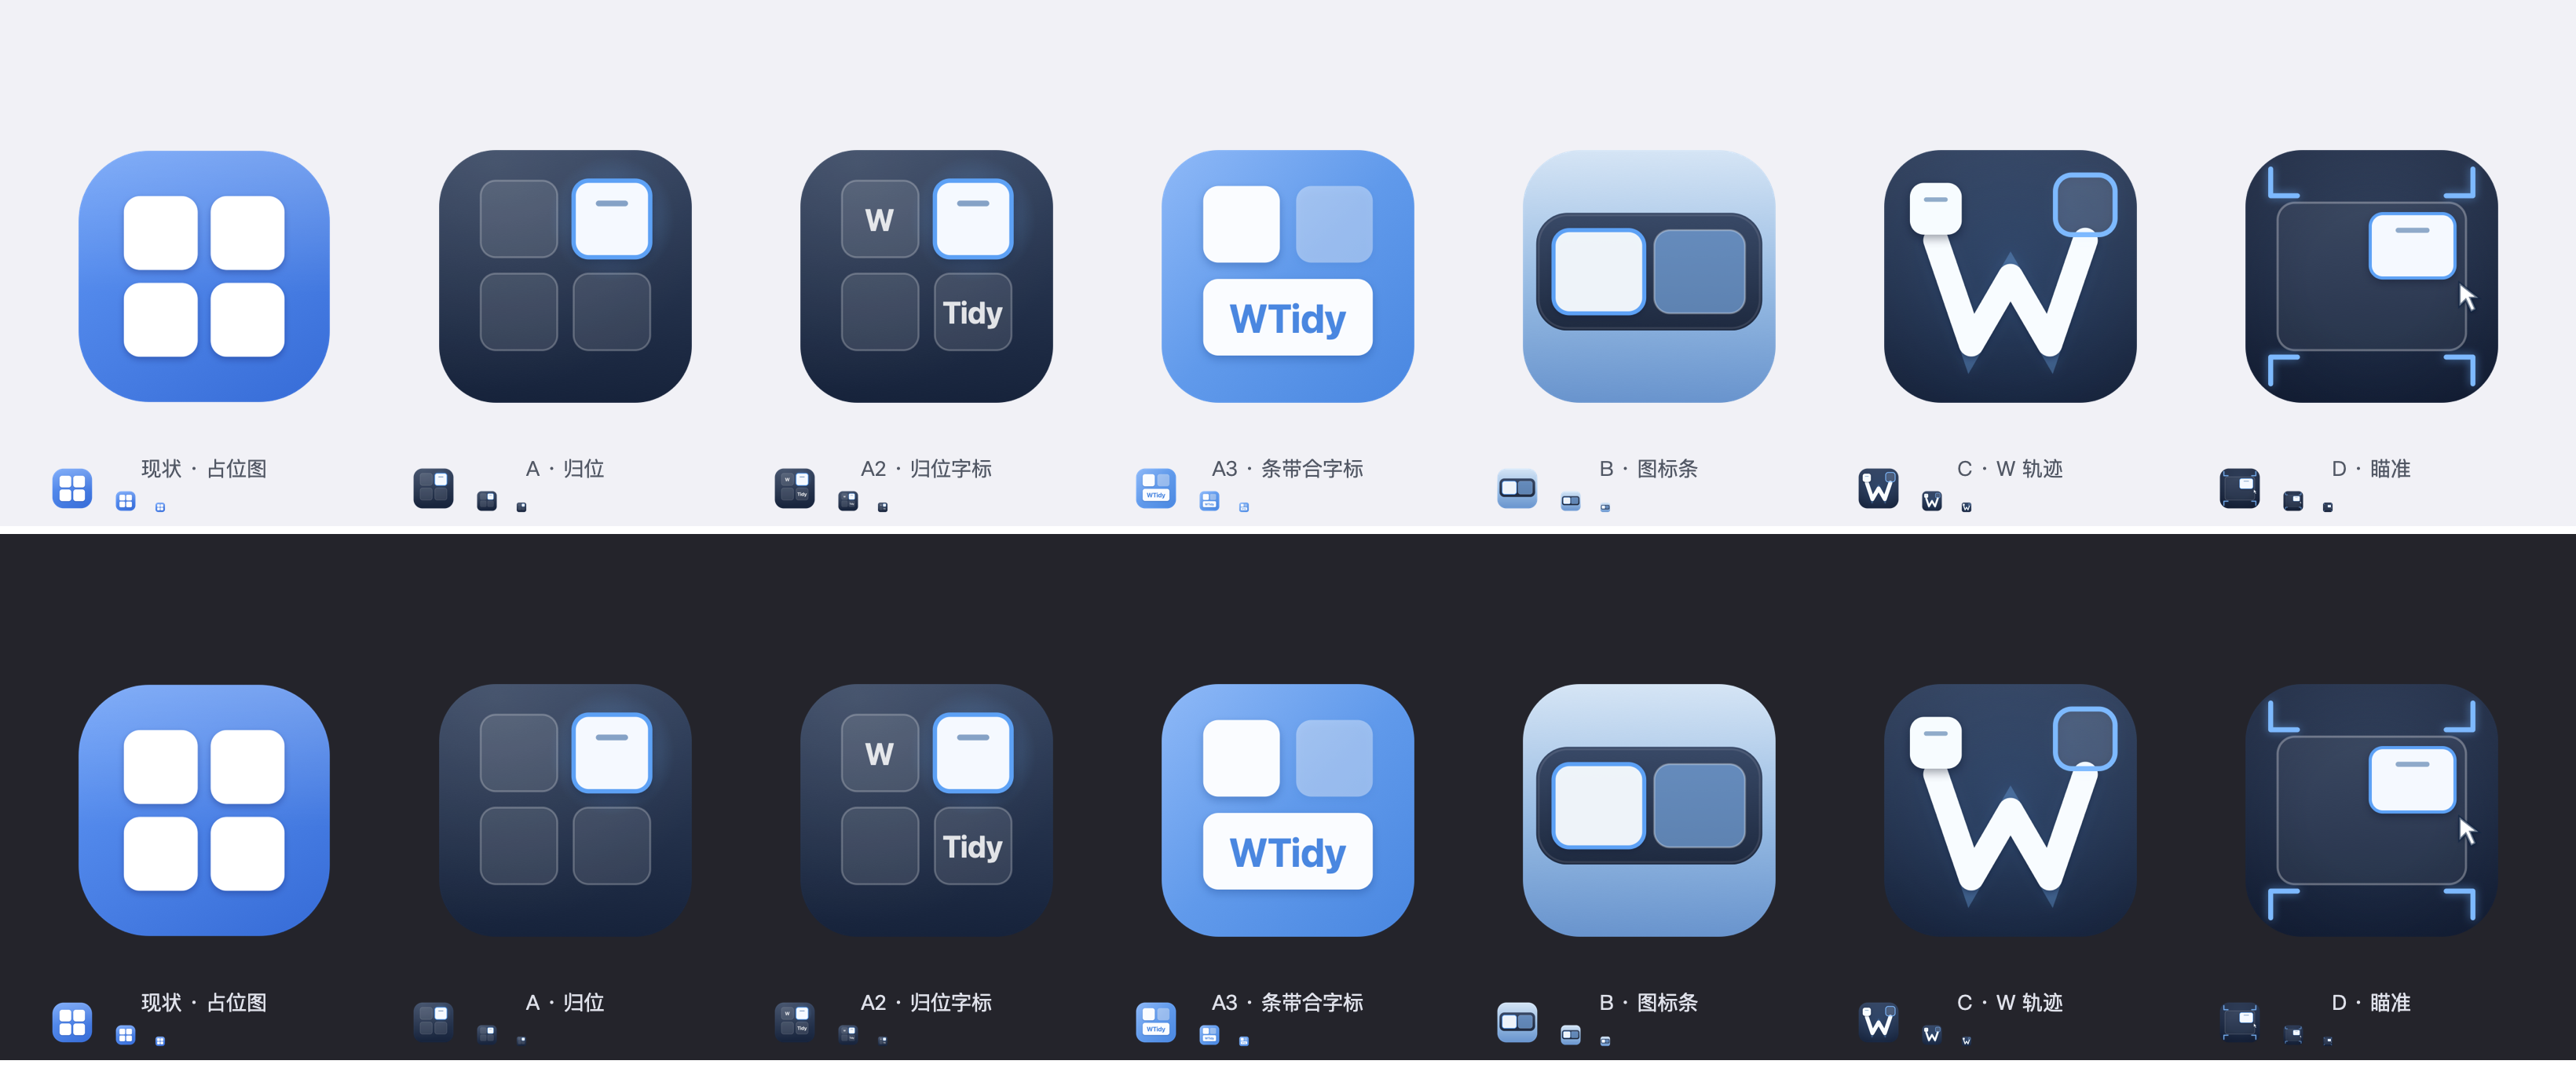 W
Tidy
WTidy
W
现状 · 占位图
A · 归位
A2 · 归位字标
A3 · 条带合字标
B · 图标条
C · W 轨迹
D · 瞄准
W
Tidy
WTidy
W
现状 · 占位图
A · 归位
A2 · 归位字标
A3 · 条带合字标
B · 图标条
C · W 轨迹
D · 瞄准